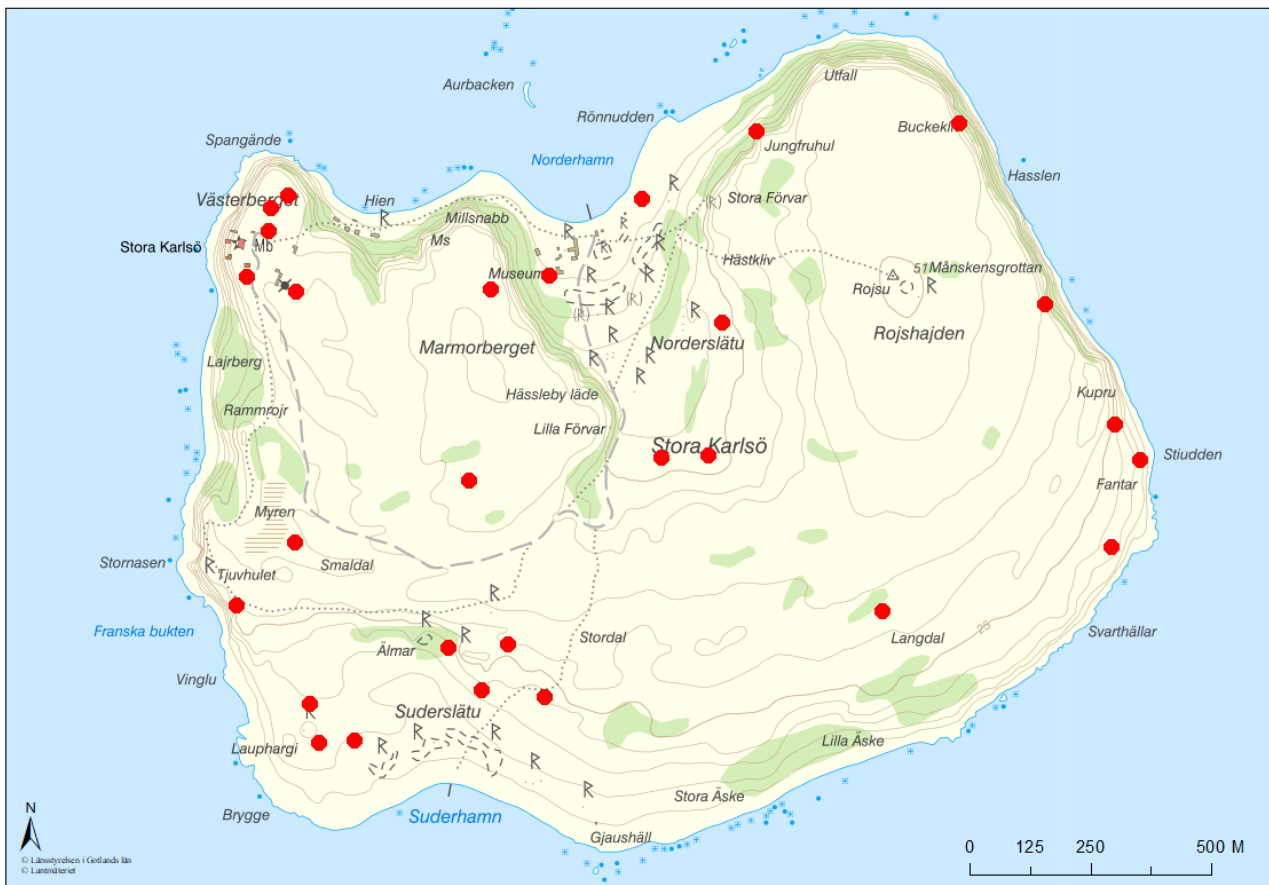 Utfall
Aurbacken
Rönnudden
Buckekli
Spangände
Jungfruhul
Norderhamn
Hasslen
Västerberget
Hien
Stora Förvar
Millsnabb
Stora Karlsö
Mb
Ms
Hästkliv
Museum
51
Månskensgrottan
Rojsu
Rojshajden
Norderslätu
Marmorberget
Lajrberg
Hässleby läde
Kupru
Rammrojr
Lilla Förvar
Stora Karlsö
Stiudden
Fantar
Myren
Stornasen
Smaldal
Tjuvhulet
Franska bukten
25
Svarthällar
Stordal
Langdal
Älmar
Vinglu
Suderslätu
Lauphargi
Lilla Äske
Stora Äske
Brygge
Suderhamn
Gjaushäll
N
© Länsstyrelsen i Gotlands län
© Lantmäteriet
0 125 250 500 M